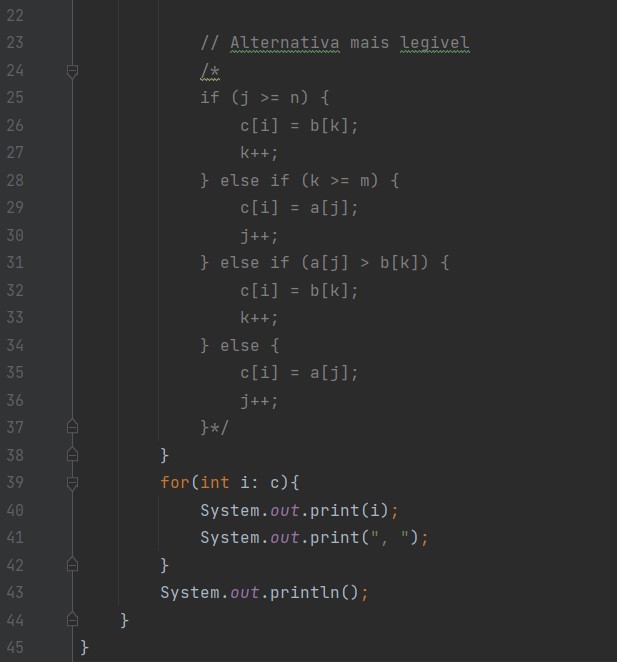 22
23 // Alternativa mais legivel
24 /*
25 if (j >= n) {
26 c[i] = b[k];
27 k++;
28 } else if (k >= m) {
29 c[i] = a[j];
30 j++;
31 } else if (a[j] > b[k]) {
32 c[i] = b[k];
33 k++;
34 } else {
35 c[i] = a[j];
36 j++;
37 }*/
38 }
39 for(int i: c){
40 System.out.print(i);
41 System.out.print(", ");
42 }
43 System.out.println();
44 }
45 }